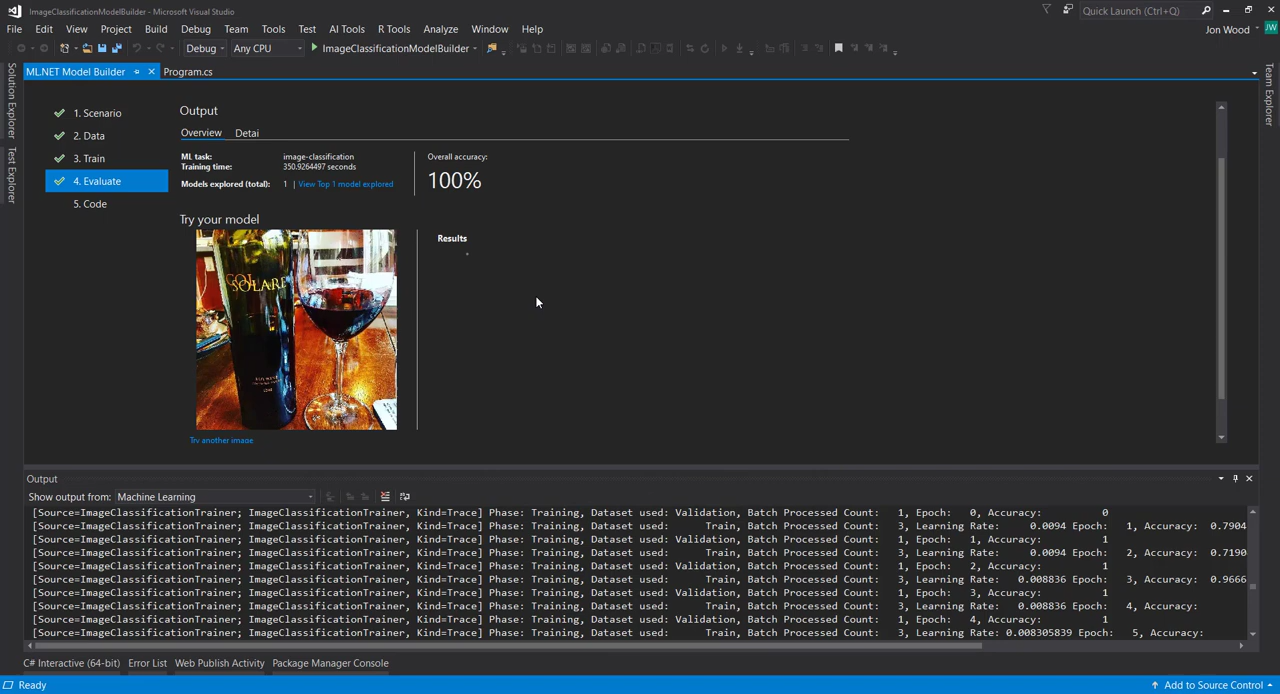 ImageClassificationModelBuilder - Microsoft Visual Studio
Quick Launch (Ctrl+Q)
File Edit View Project Build Debug Team Tools Test AI Tools R Tools Analyze Window Help
Jon Wood JW
Debug Any CPU ImageClassificationModelBuilder
ML.NET Model Builder Program.cs
Solution Explorer
Test Explorer
Team Explorer
1. Scenario
2. Data
3. Train
4. Evaluate
5. Code
Output
Overview Detai
ML task: image-classification
Training time: 350.9264497 seconds
Models explored (total): 1 | View Top 1 model explored
Overall accuracy:
100%
Try your model
Results
SOLARE
Try another image
Output
Show output from: Machine Learning
[Source=ImageClassificationTrainer; ImageClassificationTrainer, Kind=Trace] Phase: Training, Dataset used: Validation, Batch Processed Count: 1, Epoch: 0, Accuracy: 0
[Source=ImageClassificationTrainer; ImageClassificationTrainer, Kind=Trace] Phase: Training, Dataset used: Train, Batch Processed Count: 3, Learning Rate: 0.0094 Epoch: 1, Accuracy: 0.7904
[Source=ImageClassificationTrainer; ImageClassificationTrainer, Kind=Trace] Phase: Training, Dataset used: Validation, Batch Processed Count: 1, Epoch: 1, Accuracy: 1
[Source=ImageClassificationTrainer; ImageClassificationTrainer, Kind=Trace] Phase: Training, Dataset used: Train, Batch Processed Count: 3, Learning Rate: 0.0094 Epoch: 2, Accuracy: 0.7190
[Source=ImageClassificationTrainer; ImageClassificationTrainer, Kind=Trace] Phase: Training, Dataset used: Validation, Batch Processed Count: 1, Epoch: 2, Accuracy: 1
[Source=ImageClassificationTrainer; ImageClassificationTrainer, Kind=Trace] Phase: Training, Dataset used: Train, Batch Processed Count: 3, Learning Rate: 0.008836 Epoch: 3, Accuracy: 0.9666
[Source=ImageClassificationTrainer; ImageClassificationTrainer, Kind=Trace] Phase: Training, Dataset used: Validation, Batch Processed Count: 1, Epoch: 3, Accuracy: 1
[Source=ImageClassificationTrainer; ImageClassificationTrainer, Kind=Trace] Phase: Training, Dataset used: Train, Batch Processed Count: 3, Learning Rate: 0.008836 Epoch: 4, Accuracy:
[Source=ImageClassificationTrainer; ImageClassificationTrainer, Kind=Trace] Phase: Training, Dataset used: Validation, Batch Processed Count: 1, Epoch: 4, Accuracy: 1
[Source=ImageClassificationTrainer; ImageClassificationTrainer, Kind=Trace] Phase: Training, Dataset used: Train, Batch Processed Count: 3, Learning Rate: 0.008305839 Epoch: 5, Accuracy:
C# Interactive (64-bit) Error List Web Publish Activity Package Manager Console
Ready
Add to Source Control